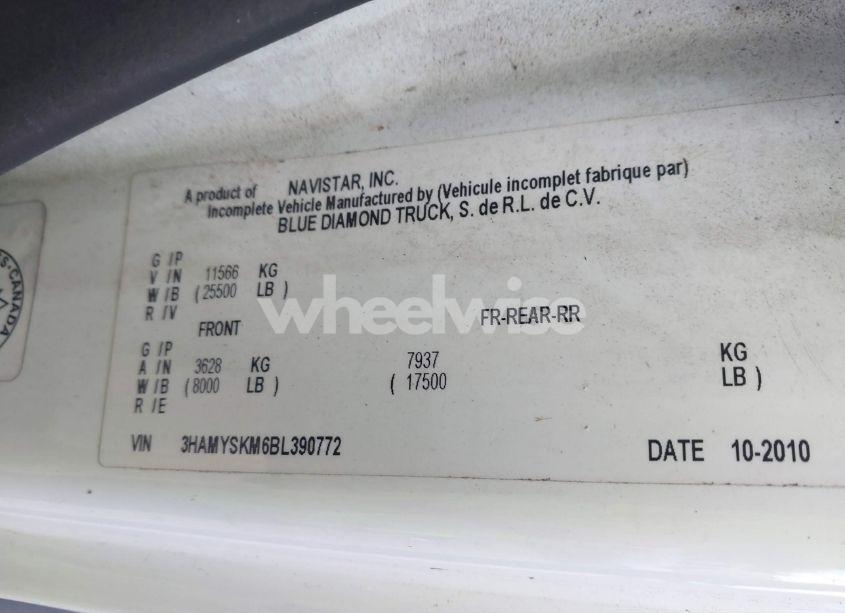 A product of NAVISTAR, INC.
Incomplete Vehicle Manufactured by (Vehicule incomplet fabrique par)
BLUE DIAMOND TRUCK, S. de R.L. de C.V.
G /P
V /N 11566 KG
W /B ( 25500 LB )
R /V
FRONT FR-REAR-RR
G /P
A /N 3628 KG 7937 KG
W /B ( 8000 LB ) ( 17500 LB )
R /E
VIN 3HAMYSKM6BL390772 DATE 10-2010
wheelwise
CANADA